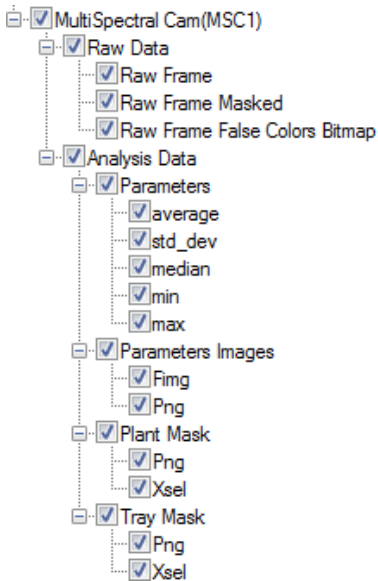 MultiSpectral Cam(MSC1)
Raw Data
Raw Frame
Raw Frame Masked
Raw Frame False Colors Bitmap
Analysis Data
Parameters
average
std_dev
median
min
max
Parameters Images
Fimg
Png
Plant Mask
Png
Xsel
Tray Mask
Png
Xsel